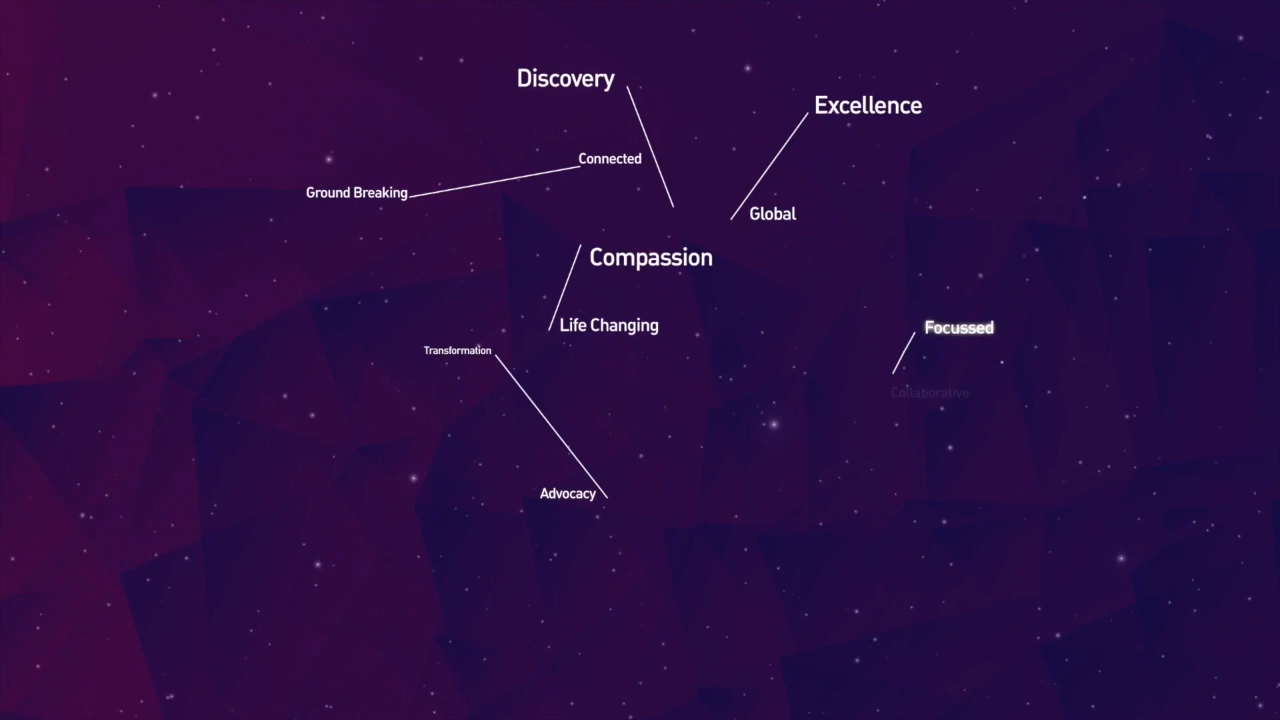 Discovery
Excellence
Connected
Ground Breaking
Global
Compassion
Life Changing
Focussed
Transformation
Collaborative
Advocacy